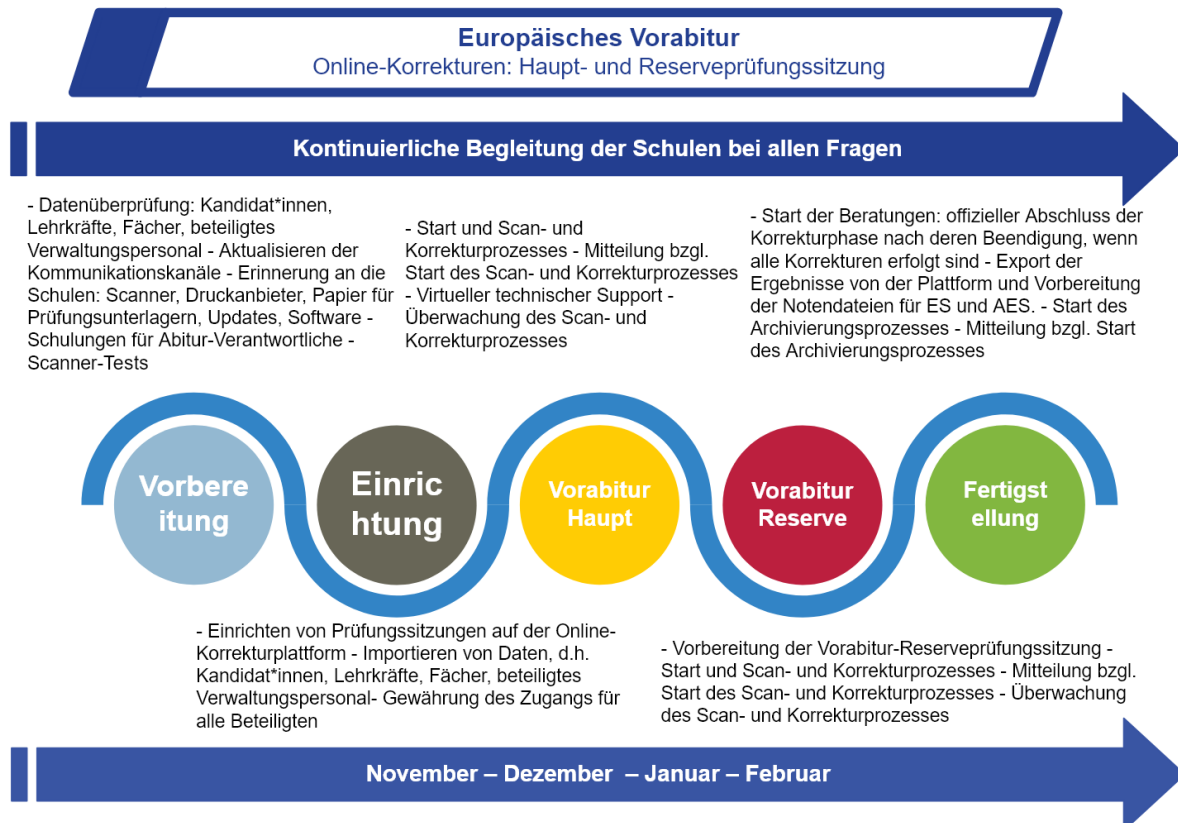 Europäisches Vorabitur
Online-Korrekturen: Haupt- und Reserveprüfungssitzung
Kontinuierliche Begleitung der Schulen bei allen Fragen
- Datenüberprüfung: Kandidat*innen,
Lehrkräfte, Fächer, beteiligtes
Verwaltungspersonal - Aktualisieren der
Kommunikationskanäle - Erinnerung an die
Schulen: Scanner, Druckanbieter, Papier für
Prüfungsunterlagern, Updates, Software -
Schulungen für Abitur-Verantwortliche -
Scanner-Tests
- Start und Scan- und
Korrekturprozesses - Mitteilung bzgl.
Start des Scan- und Korrekturprozesses
- Virtueller technischer Support -
Überwachung des Scan- und
Korrekturprozesses
- Start der Beratungen: offizieller Abschluss der
Korrekturphase nach deren Beendigung, wenn
alle Korrekturen erfolgt sind - Export der
Ergebnisse von der Plattform und Vorbereitung
der Notendateien für ES und AES. - Start des
Archivierungsprozesses - Mitteilung bzgl. Start
des Archivierungsprozesses
Vorbere
itung
Einric
htung
Vorabitur
Haupt
Vorabitur
Reserve
Fertigst
ellung
- Einrichten von Prüfungssitzungen auf der Online-
Korrekturplattform - Importieren von Daten, d.h.
Kandidat*innen, Lehrkräfte, Fächer, beteiligtes
Verwaltungspersonal- Gewährung des Zugangs für
alle Beteiligten
- Vorbereitung der Vorabitur-Reserveprüfungssitzung -
Start und Scan- und Korrekturprozesses - Mitteilung bzgl.
Start des Scan- und Korrekturprozesses - Überwachung
des Scan- und Korrekturprozesses
November – Dezember – Januar – Februar